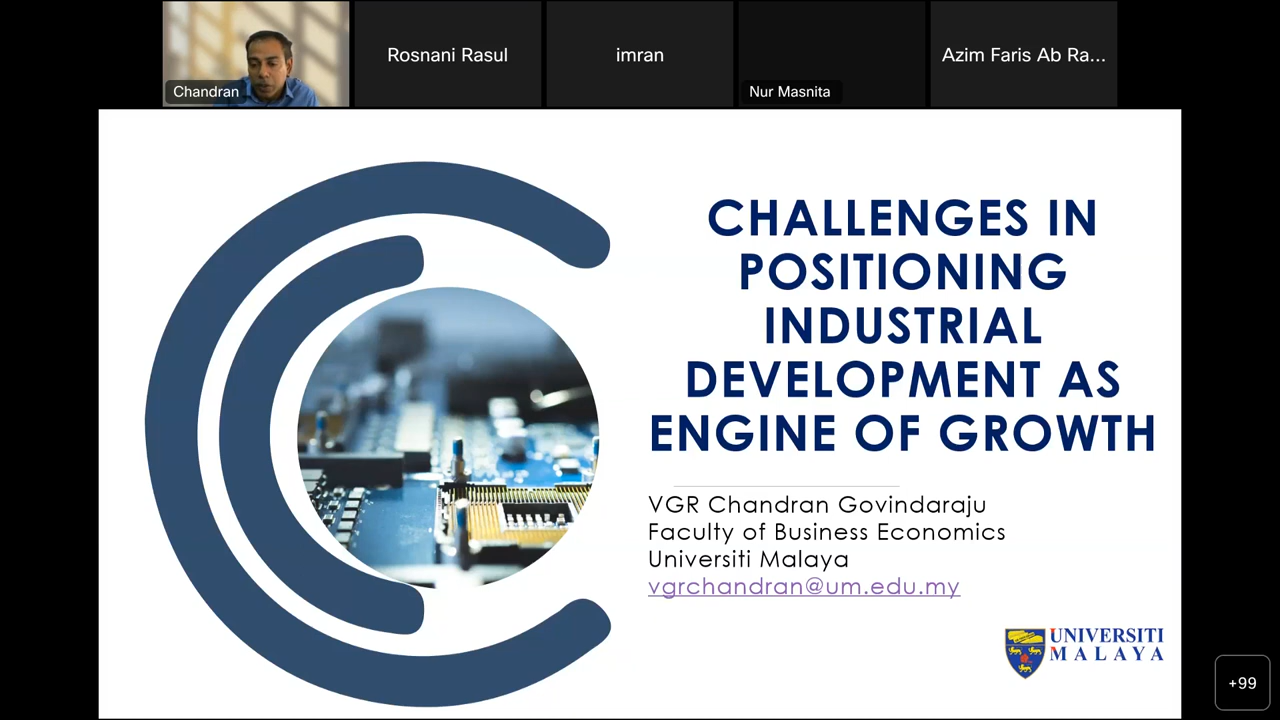 Chandran
Rosnani Rasul
imran
Nur Masnita
Azim Faris Ab Ra...
CHALLENGES IN
POSITIONING
INDUSTRIAL
DEVELOPMENT AS
ENGINE OF GROWTH
VGR Chandran Govindaraju
Faculty of Business Economics
Universiti Malaya
vgrchandran@um.edu.my
UNIVERSITI
MALAYA
+99